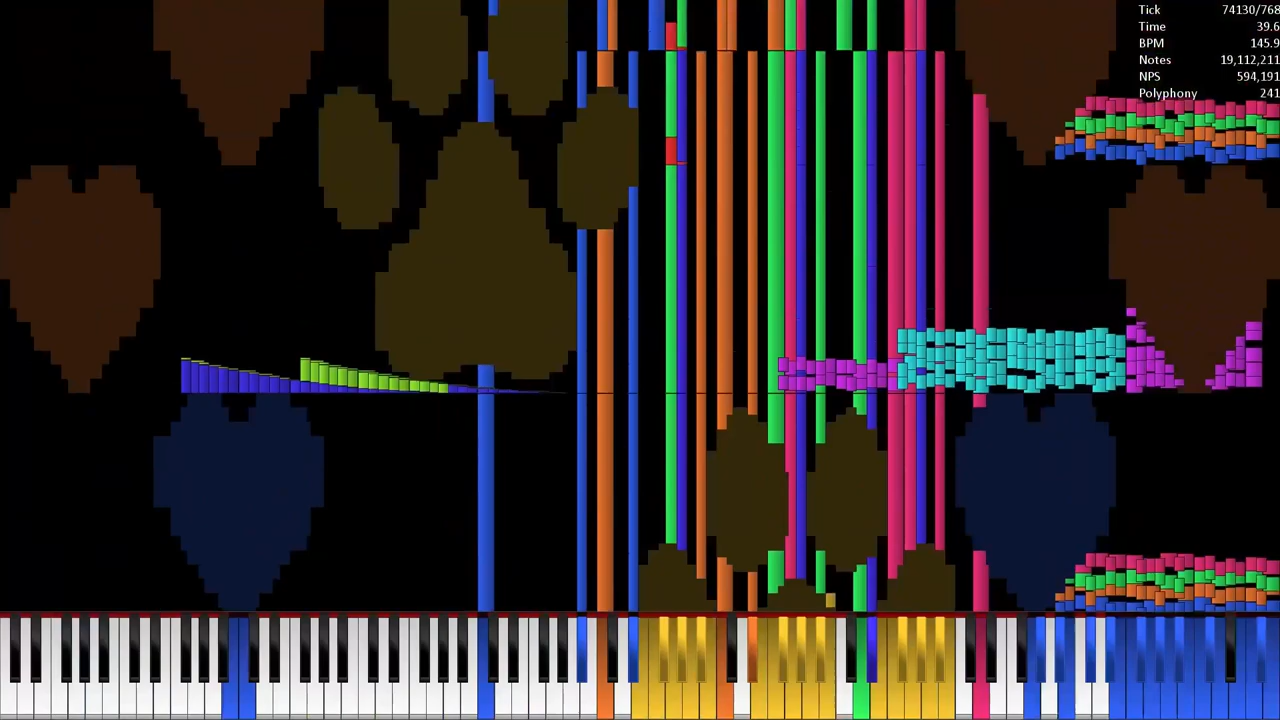 Tick 74130/768
Time 39.6
BPM 145.9
Notes 19,112,211
NPS 594,191
Polyphony 241